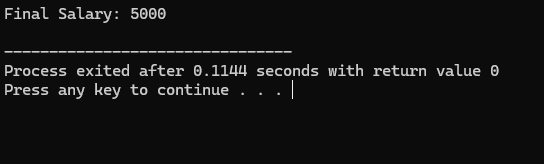 Final Salary: 5000
--------------------------------
Process exited after 0.1144 seconds with return value 0
Press any key to continue . . .